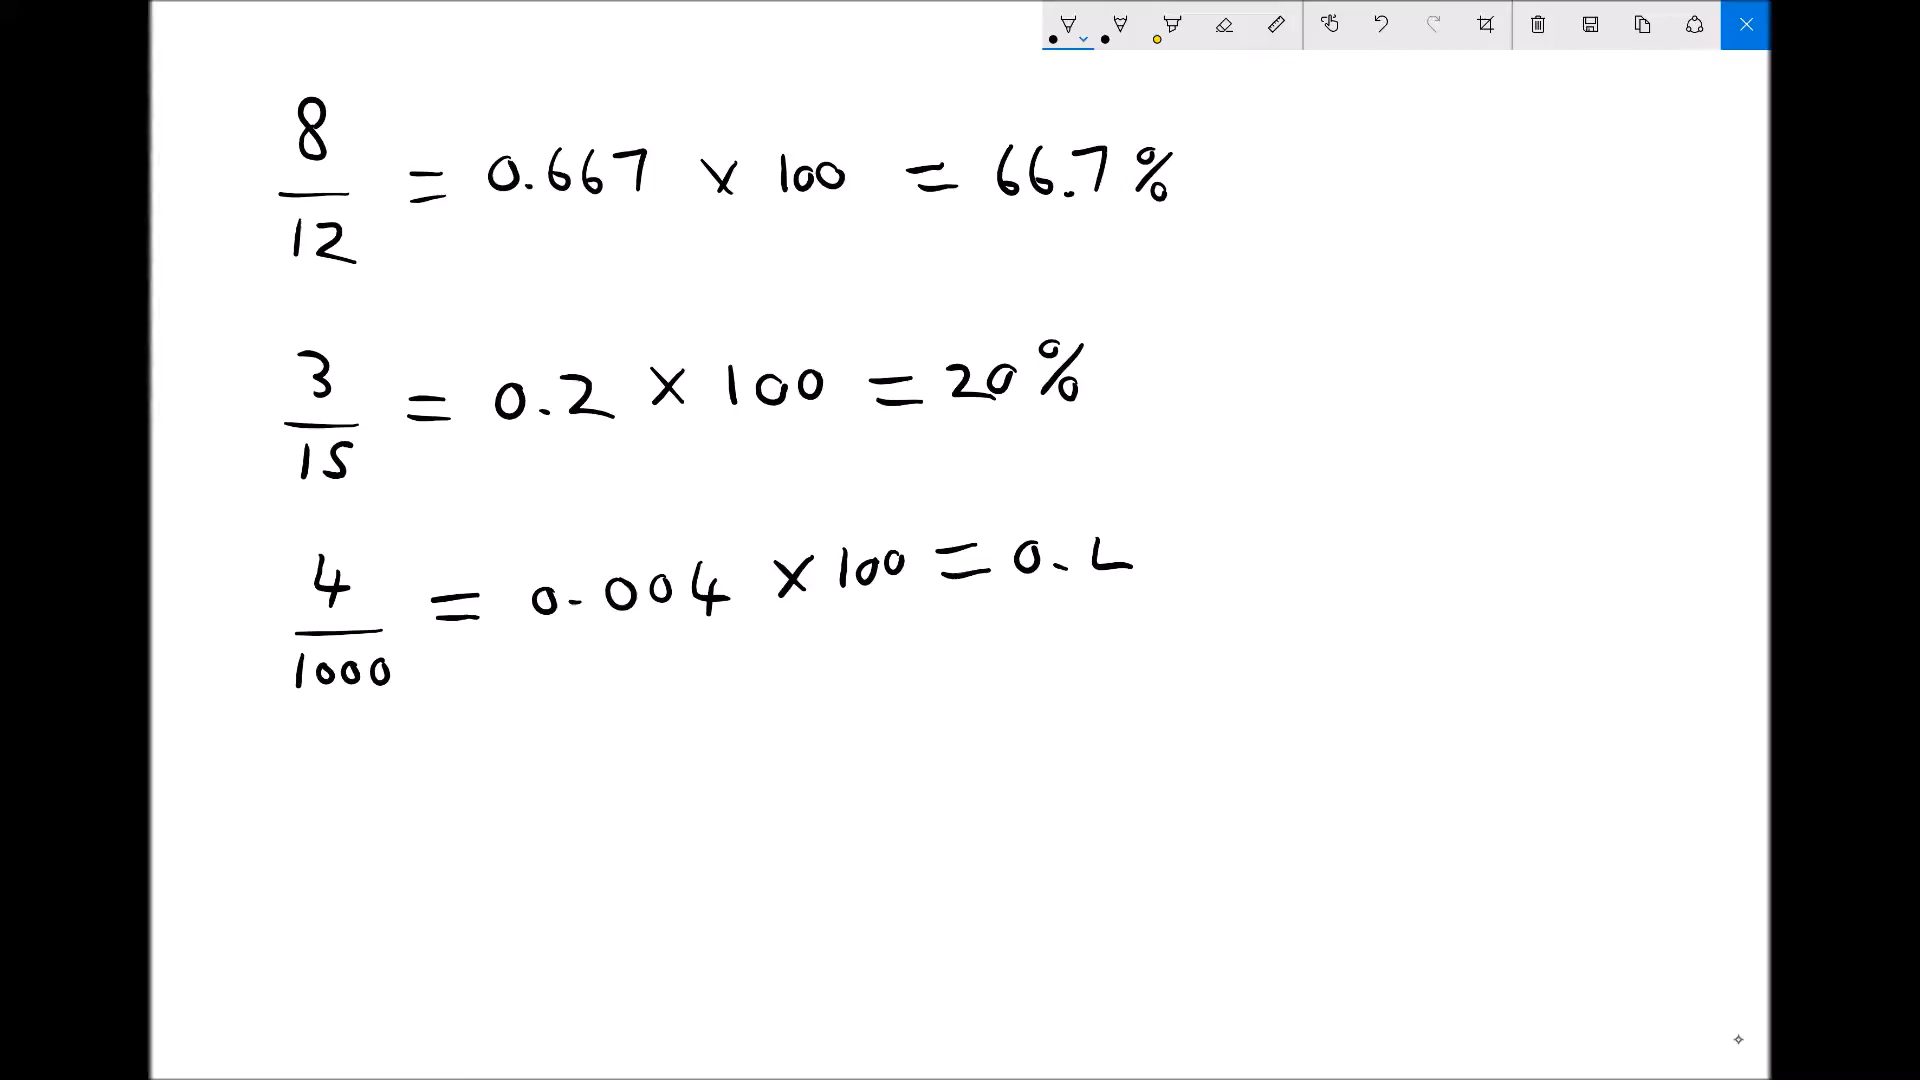 8/12 = 0.667 × 100 = 66.7%
3/15 = 0.2 × 100 = 20%
4/1000 = 0.004 × 100 = 0.